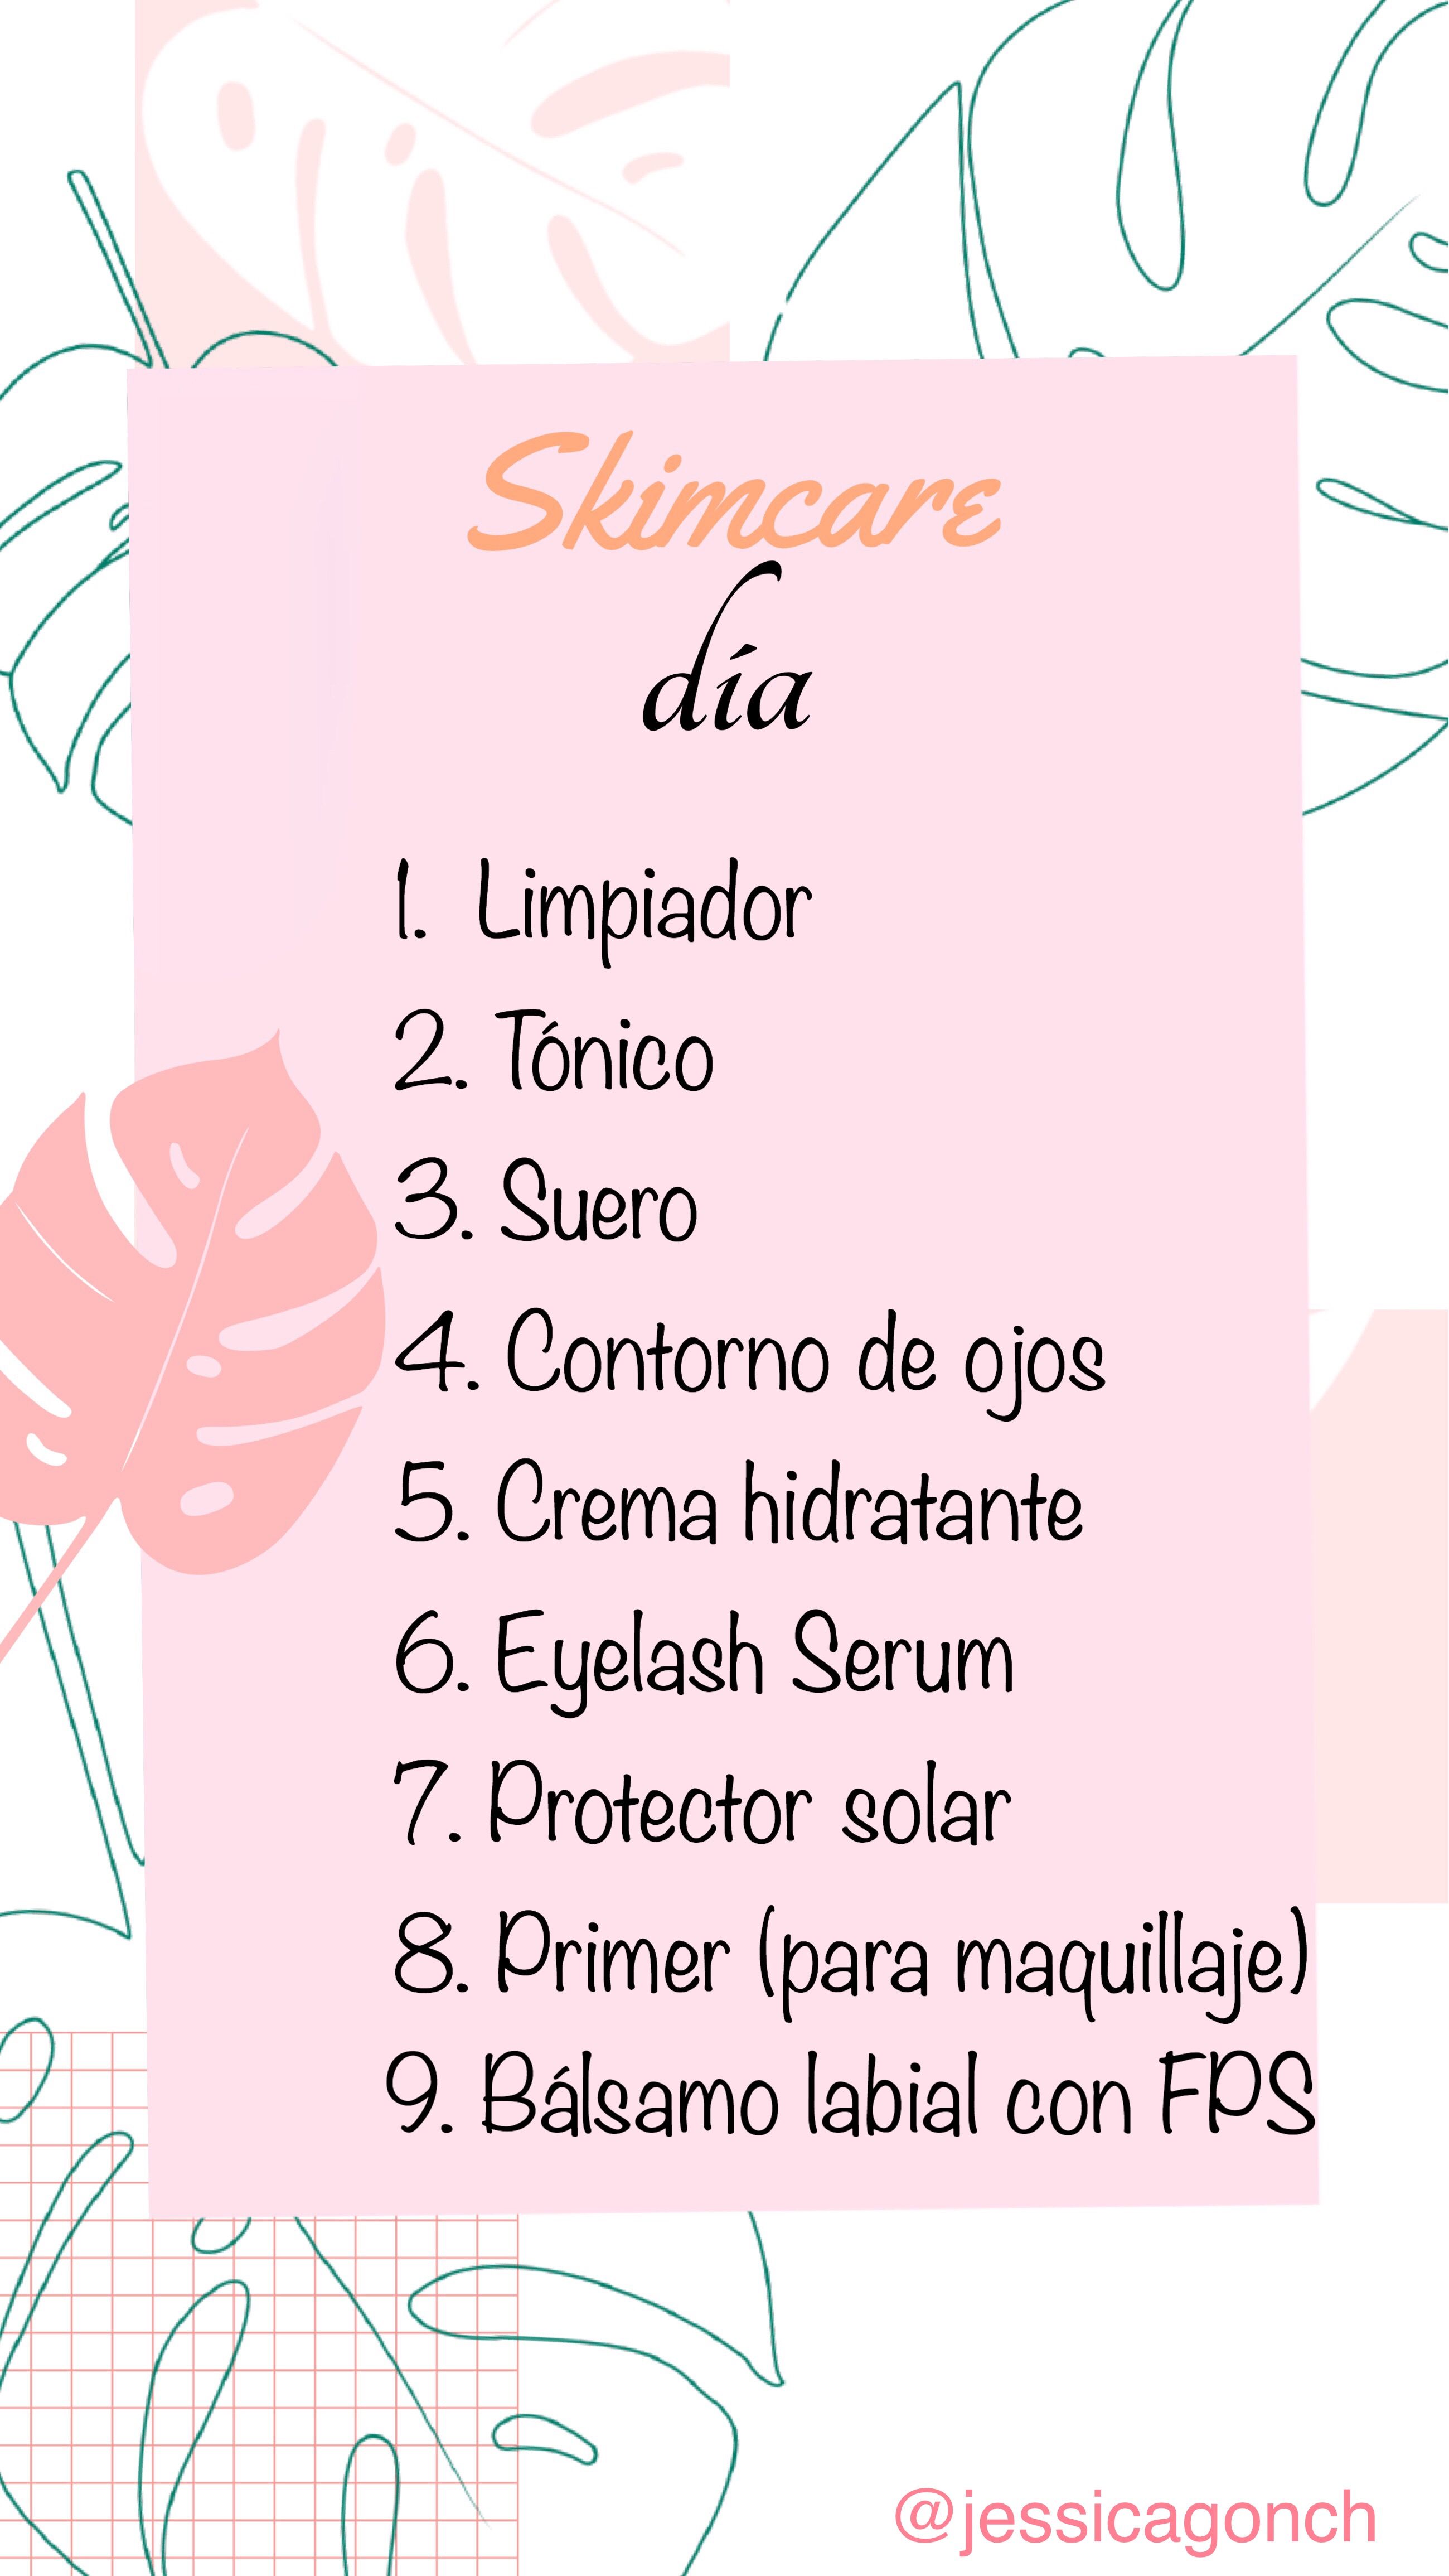 Skimcare
día
1. Limpiador
2. Tónico
3. Suero
4. Contorno de ojos
5. Crema hidratante
6. Eyelash Serum
7. Protector solar
8. Primer (para maquillaje)
9. Bálsamo labial con FPS
@jessicagonch